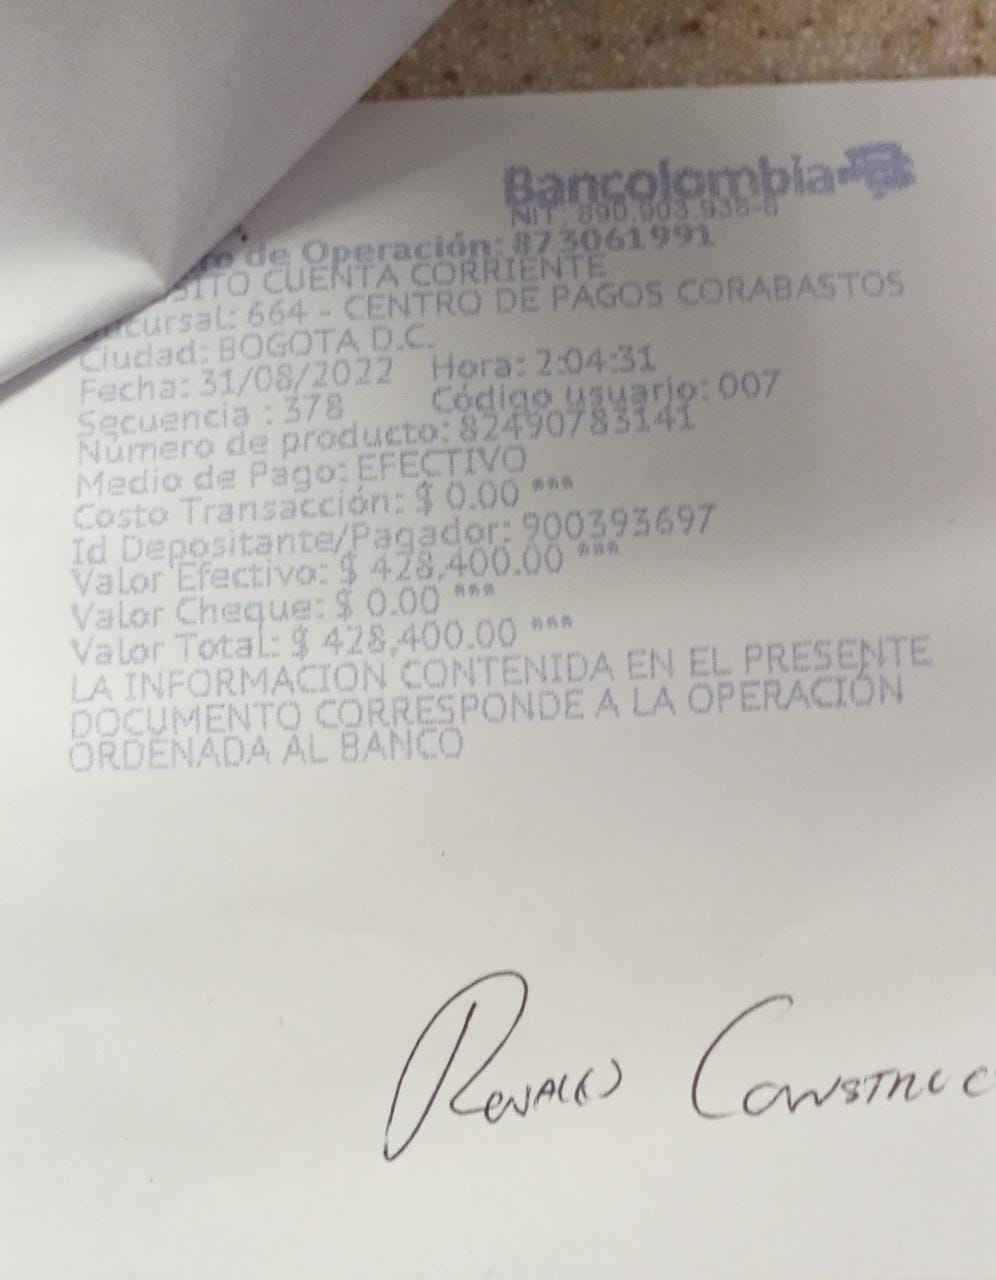 Bancolombia
NIT: 890.903.938-8
de Operación: 873061991
SITO CUENTA CORRIENTE
cursal: 664 - CENTRO DE PAGOS CORABASTOS
Ciudad: BOGOTA D.C.
Fecha: 31/08/2022 Hora: 2:04:31
Secuencia : 378 Código usuario: 007
Número de producto: 82490783141
Medio de Pago: EFECTIVO
Costo Transacción: $ 0.00 ***
Id Depositante/Pagador: 900393697
Valor Efectivo: $ 428,400.00 ***
Valor Cheque: $ 0.00 ***
Valor Total: $ 428,400.00 ***
LA INFORMACION CONTENIDA EN EL PRESENTE
DOCUMENTO CORRESPONDE A LA OPERACIÓN
ORDENADA AL BANCO
Construc